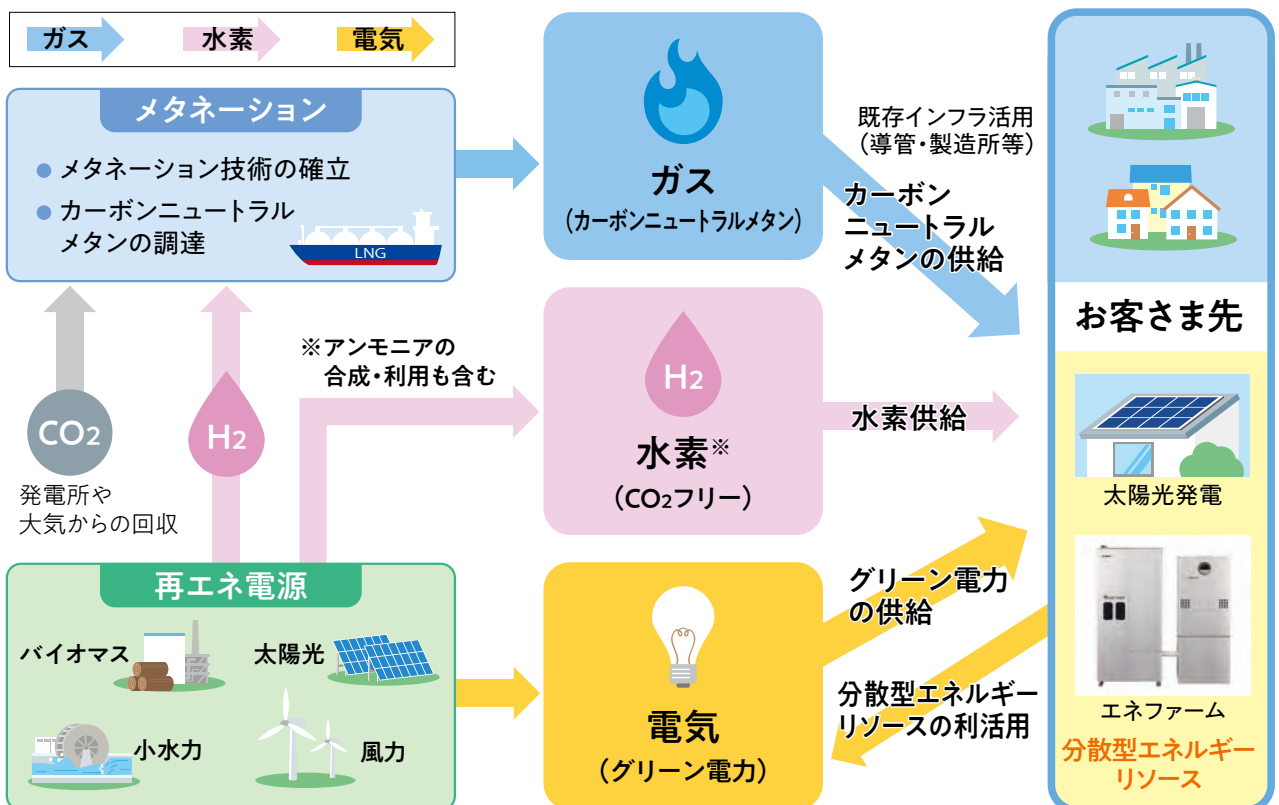 ガス
水素
電気
メタネーション
● メタネーション技術の確立
● カーボンニュートラル
メタンの調達
LNG
CO2
発電所や
大気からの回収
H2
※アンモニアの
合成・利用も含む
再エネ電源
バイオマス
太陽光
小水力
風力
ガス
（カーボンニュートラルメタン）
H2
水素※
（CO2フリー）
電気
（グリーン電力）
既存インフラ活用
（導管・製造所等）
カーボン
ニュートラル
メタンの供給
水素供給
グリーン電力
の供給
分散型エネルギー
リソースの利活用
お客さま先
太陽光発電
エネファーム
分散型エネルギー
リソース